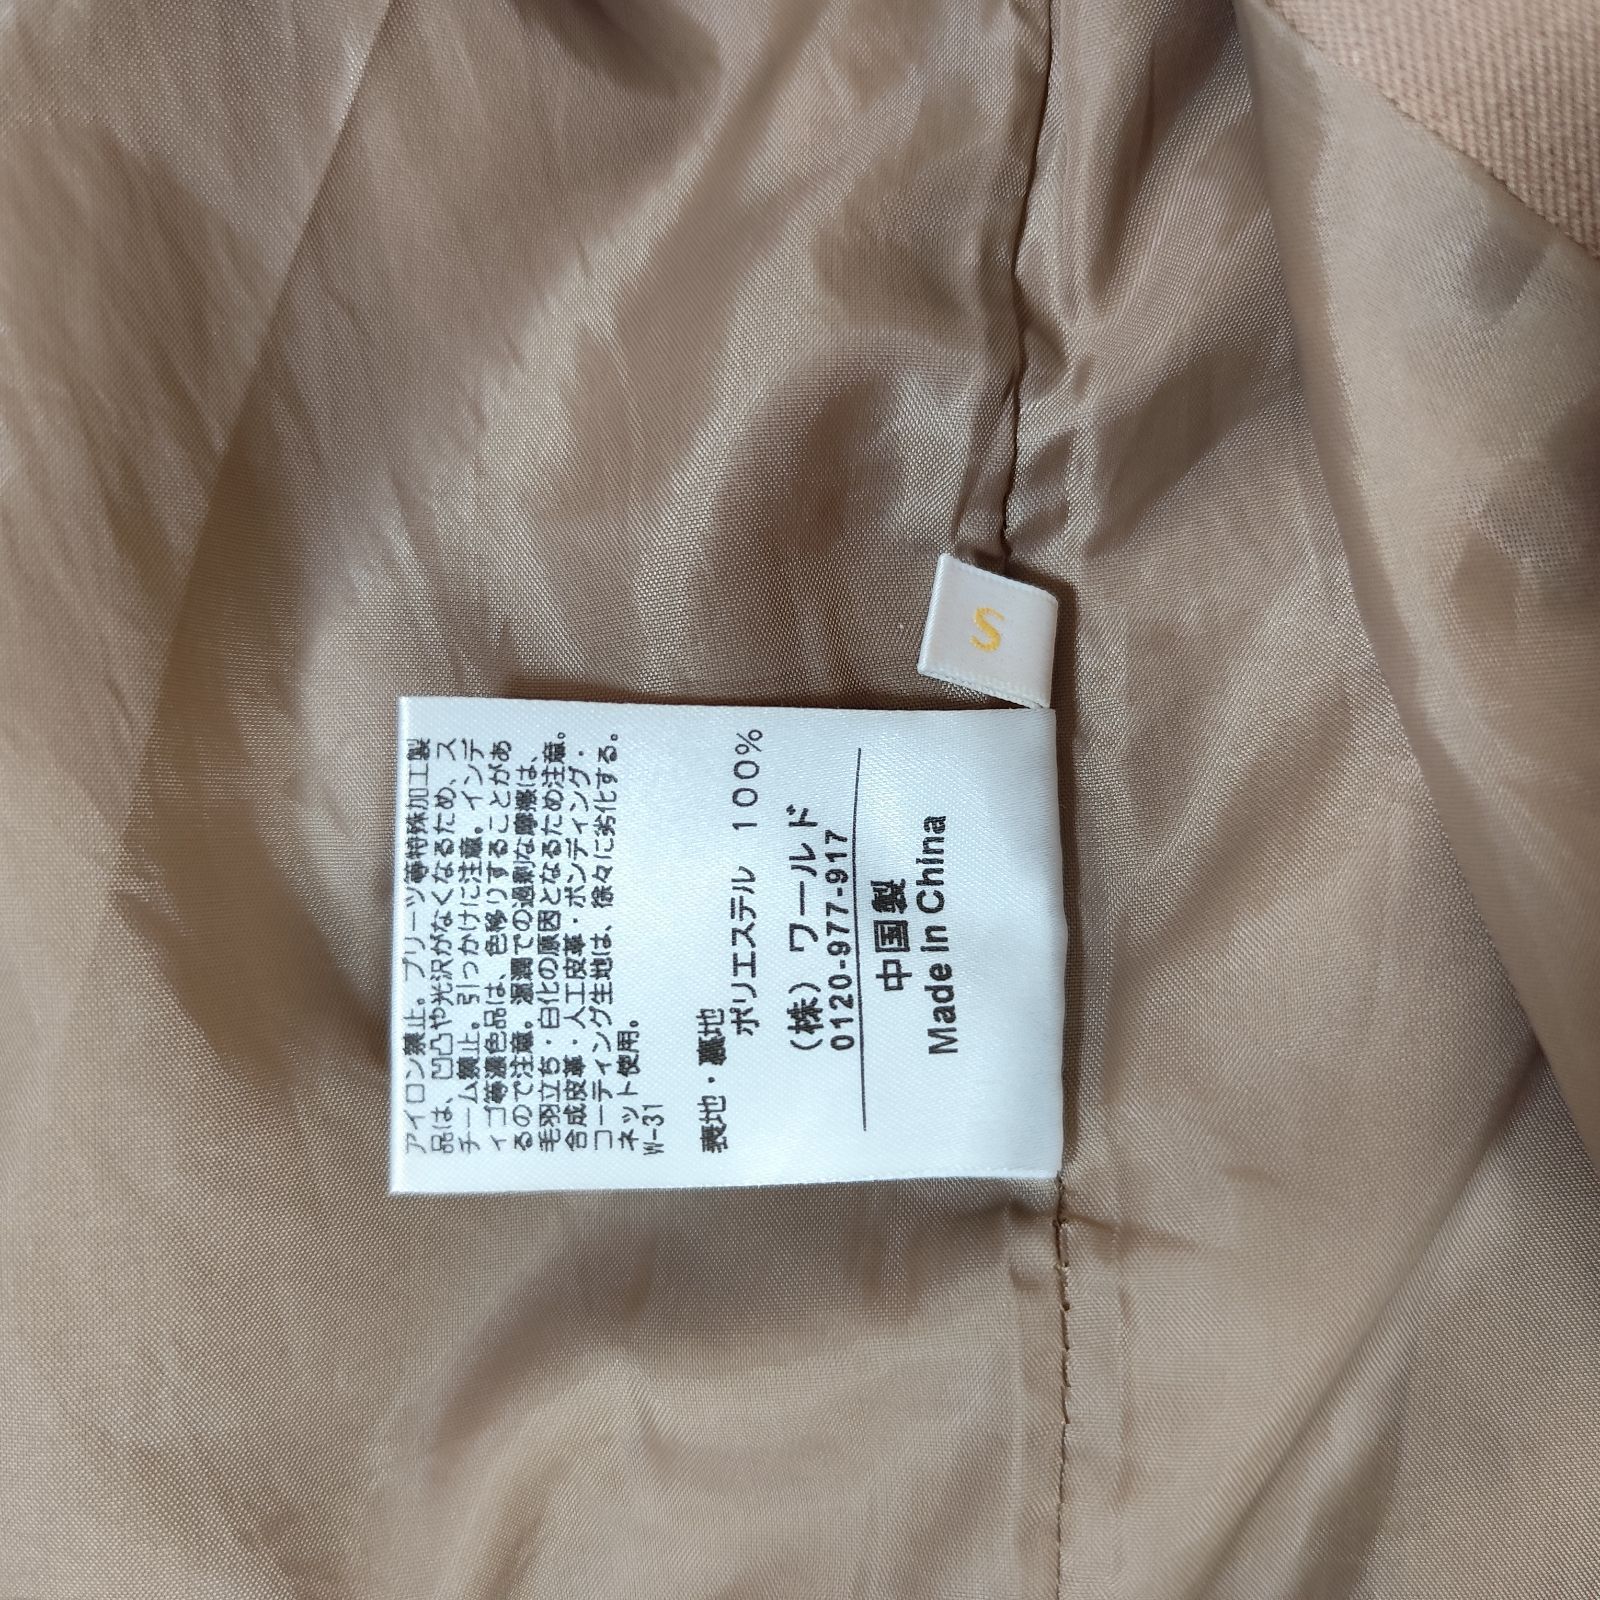 S
アイロン禁止。プリーツ等特殊加工製
品は、凹凸や光沢がなくなるため、ス
チーム禁止。引っかけに注意。インデ
ィゴ等濃色品は、色移りすることがあ
るので注意。湿潤での過剰な摩擦は、
毛羽立ち・白化の原因となるため注意。
合成皮革・人工皮革・ボンディング・
コーティング生地は、徐々に劣化する。
ネット使用。
W-31
表地・裏地
ポリエステル 100%
(株)ワールド
0120-977-917
中国製
Made in China